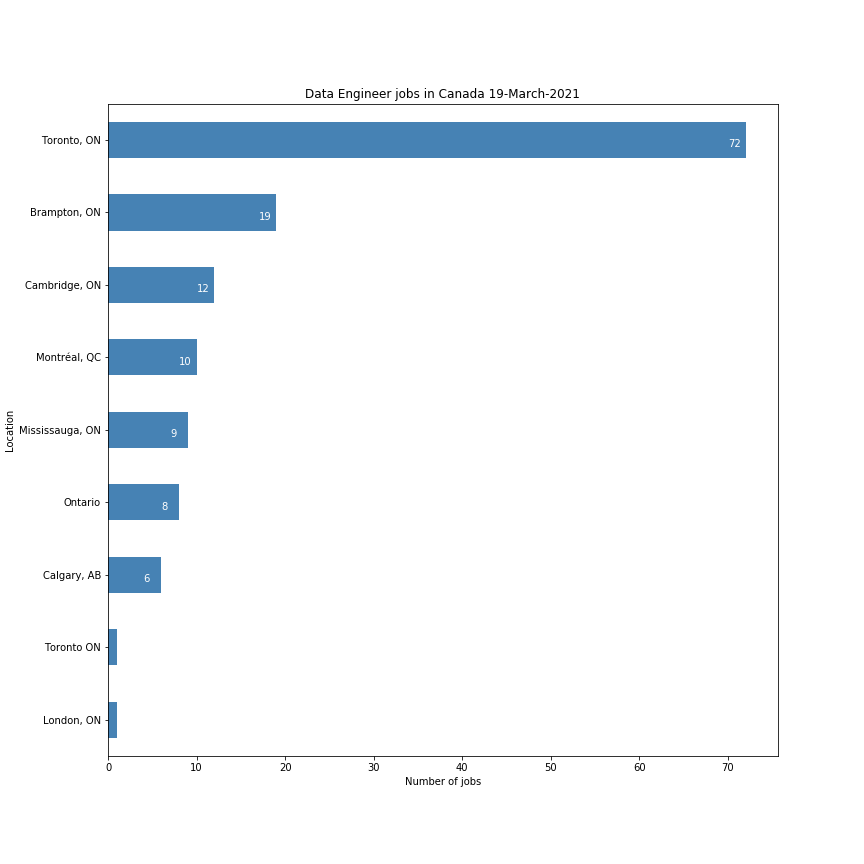 Data Engineer jobs in Canada 19-March-2021
Toronto, ON
72
Brampton, ON
19
Cambridge, ON
12
Montréal, QC
10
Mississauga, ON
9
Ontario
8
Calgary, AB
6
Toronto ON
London, ON
Location
0 10 20 30 40 50 60 70
Number of jobs